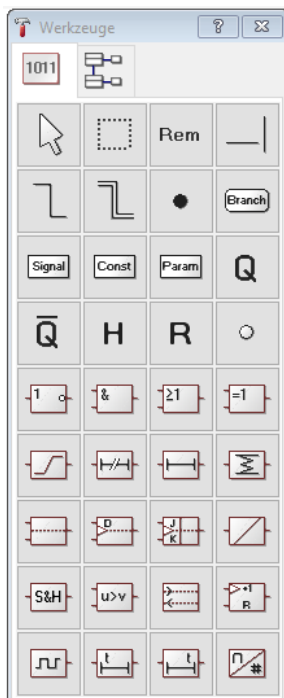 Werkzeuge
1011
Rem
Branch
Signal Const Param Q
Q̅ H R
1 & ≥1 =1
D J K
S&H u>v +1 R
t t #